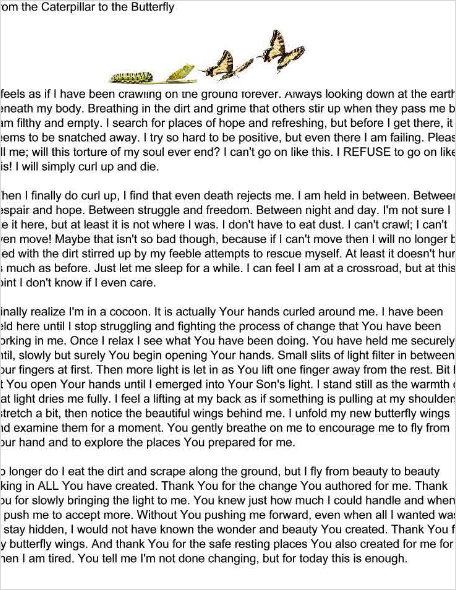 om the Caterpillar to the Butterfly
feels as if I have been crawling on the ground forever. Always looking down at the earth
neath my body. Breathing in the dirt and grime that others stir up when they pass me b
am filthy and empty. I search for places of hope and refreshing, but before I get there, it
ems to be snatched away. I try so hard to be positive, but even there I am failing. Pleas
ll me; will this torture of my soul ever end? I can't go on like this. I REFUSE to go on like
is! I will simply curl up and die.
hen I finally do curl up, I find that even death rejects me. I am held in between. Between
espair and hope. Between struggle and freedom. Between night and day. I'm not sure I
e it here, but at least it is not where I was. I don't have to eat dust. I can't crawl; I can't
ven move! Maybe that isn't so bad though, because if I can't move then I will no longer b
ed with the dirt stirred up by my feeble attempts to rescue myself. At least it doesn't hur
s much as before. Just let me sleep for a while. I can feel I am at a crossroad, but at this
oint I don't know if I even care.
inally realize I'm in a cocoon. It is actually Your hands curled around me. I have been
eld here until I stop struggling and fighting the process of change that You have been
orking in me. Once I relax I see what You have been doing. You have held me securely
ntil, slowly but surely You begin opening Your hands. Small slits of light filter in between
our fingers at first. Then more light is let in as You lift one finger away from the rest. Bit
t You open Your hands until I emerged into Your Son's light. I stand still as the warmth
at light dries me fully. I feel a lifting at my back as if something is pulling at my shoulder
stretch a bit, then notice the beautiful wings behind me. I unfold my new butterfly wings
nd examine them for a moment. You gently breathe on me to encourage me to fly from
our hand and to explore the places You prepared for me.
o longer do I eat the dirt and scrape along the ground, but I fly from beauty to beauty
king in ALL You have created. Thank You for the change You authored for me. Thank
ou for slowly bringing the light to me. You knew just how much I could handle and when
push me to accept more. Without You pushing me forward, even when all I wanted was
stay hidden, I would not have known the wonder and beauty You created. Thank You f
y butterfly wings. And thank You for the safe resting places You also created for me for
hen I am tired. You tell me I'm not done changing, but for today this is enough.